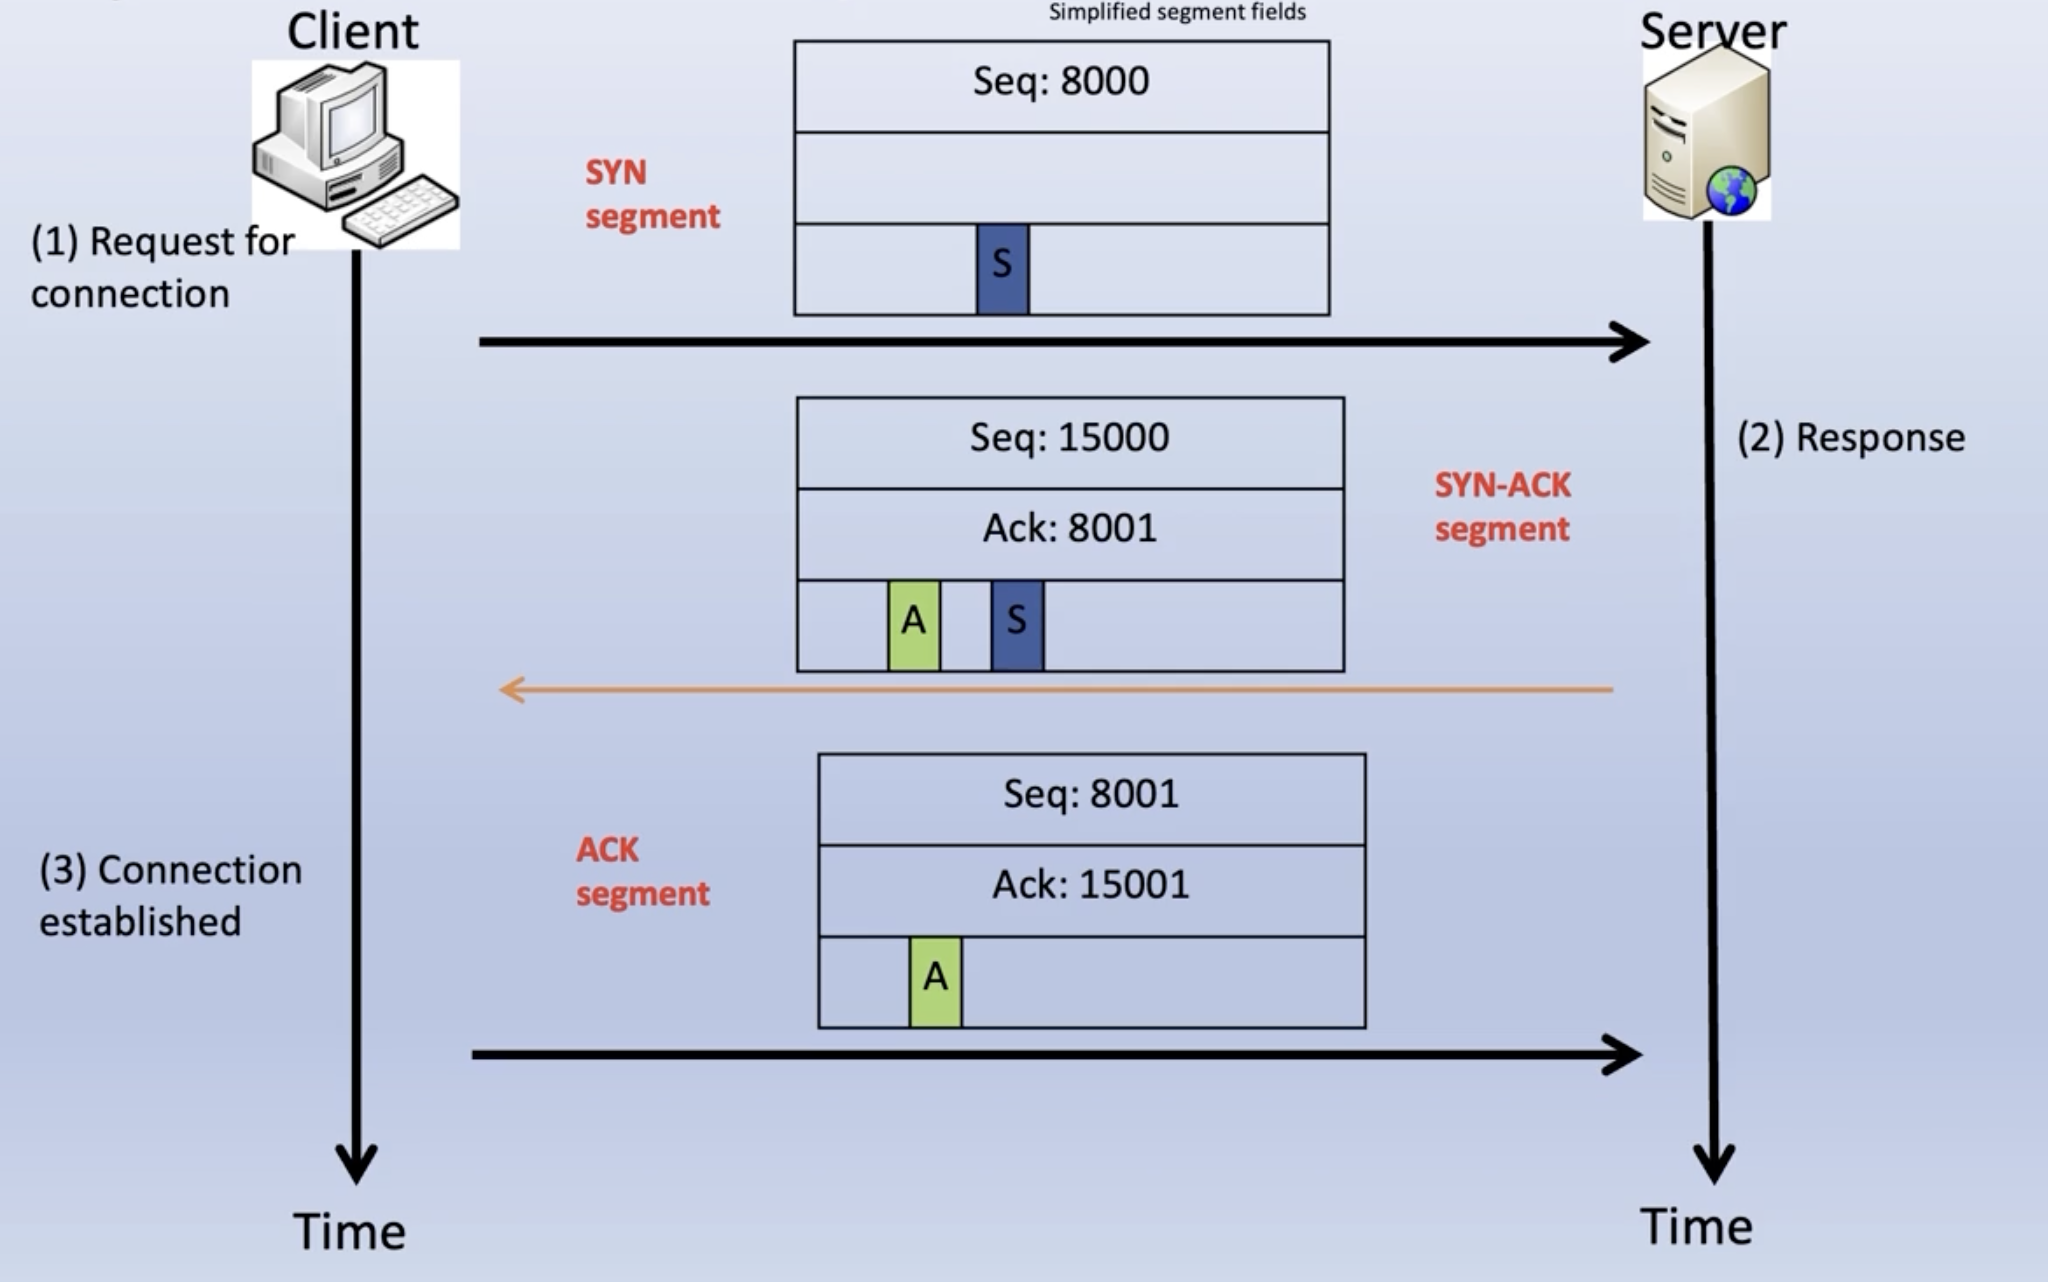 Simplified segment fields
Client
Server
Seq: 8000
SYN
segment
S
(1) Request for
connection
Seq: 15000
(2) Response
SYN-ACK
segment
Ack: 8001
A
S
Seq: 8001
ACK
segment
(3) Connection
established
Ack: 15001
A
Time
Time